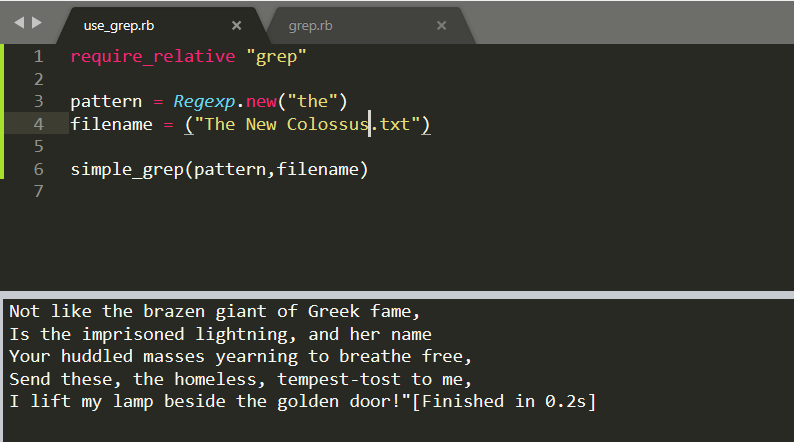 use_grep.rb × grep.rb ×
1 require_relative "grep"
2
3 pattern = Regexp.new("the")
4 filename = ("The New Colossus.txt")
5
6 simple_grep(pattern,filename)
7
Not like the brazen giant of Greek fame,
Is the imprisoned lightning, and her name
Your huddled masses yearning to breathe free,
Send these, the homeless, tempest-tost to me,
I lift my lamp beside the golden door!"[Finished in 0.2s]